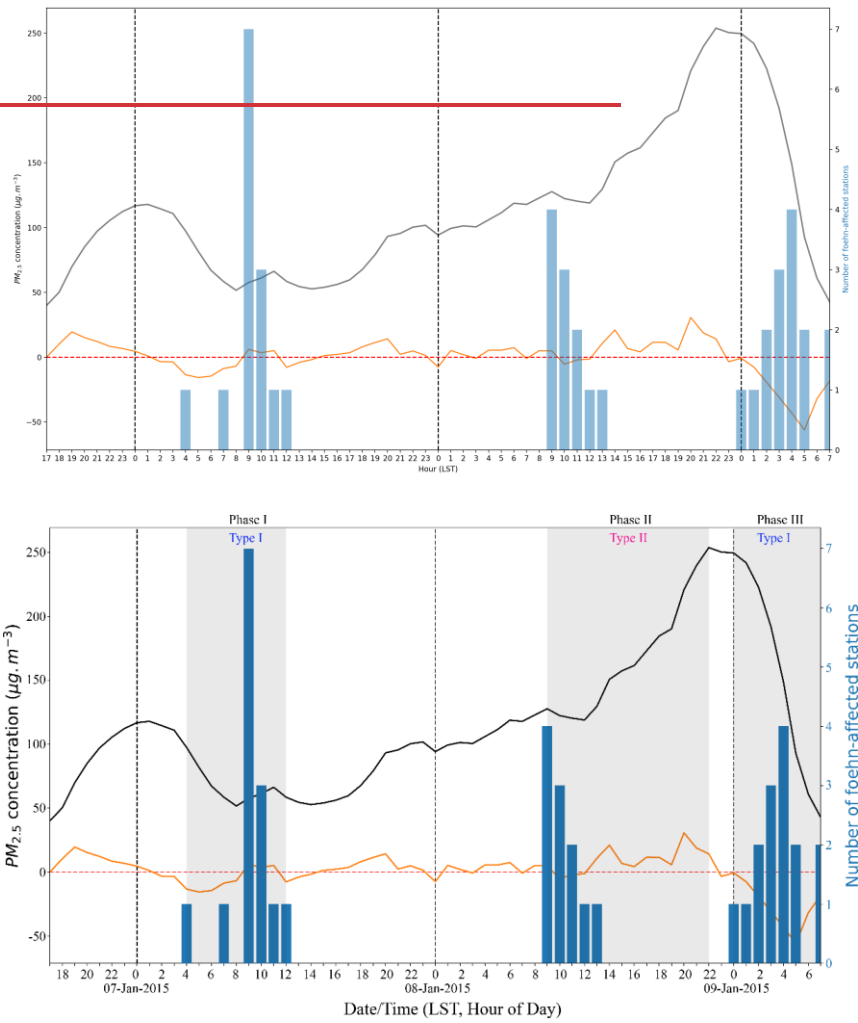 250
200
150
100
50
0
−50
PM2.5 concentration (μg.m−3)
7
6
5
4
3
2
1
0
Number of foehn-affected stations
17 18 19 20 21 22 23 0 1 2 3 4 5 6 7 8 9 10 11 12 13 14 15 16 17 18 19 20 21 22 23 0 1 2 3 4 5 6 7 8 9 10 11 12 13 14 15 16 17 18 19 20 21 22 23 0 1 2 3 4 5 6 7
Hour (LST)
Phase I Phase II Phase III
Type I Type II Type I
250
200
150
100
50
0
-50
PM2.5 concentration (μg.m−3)
7
6
5
4
3
2
1
0
Number of foehn-affected stations
18 20 22 0 2 4 6 8 10 12 14 16 18 20 22 0 2 4 6 8 10 12 14 16 18 20 22 0 2 4 6
07-Jan-2015 08-Jan-2015 09-Jan-2015
Date/Time (LST, Hour of Day)